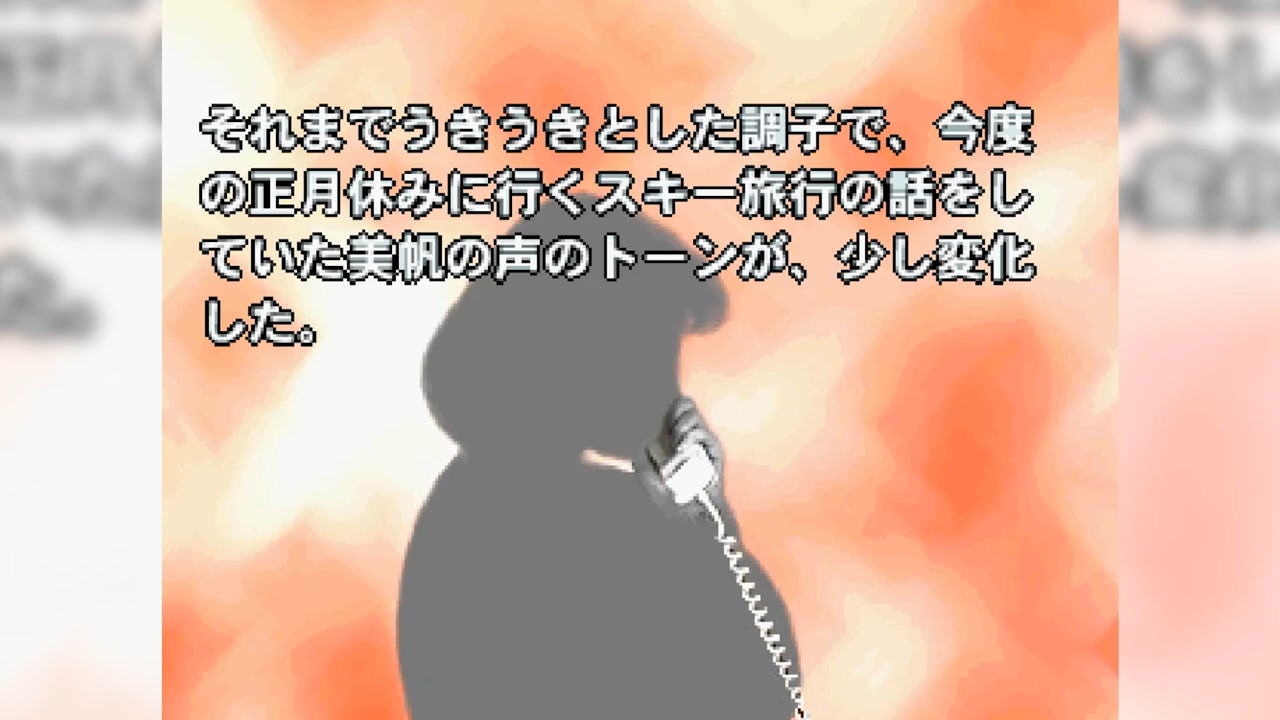 それまでうきうきとした調子で、今度
の正月休みに行くスキー旅行の話をし
ていた美帆の声のトーンが、少し変化
した。